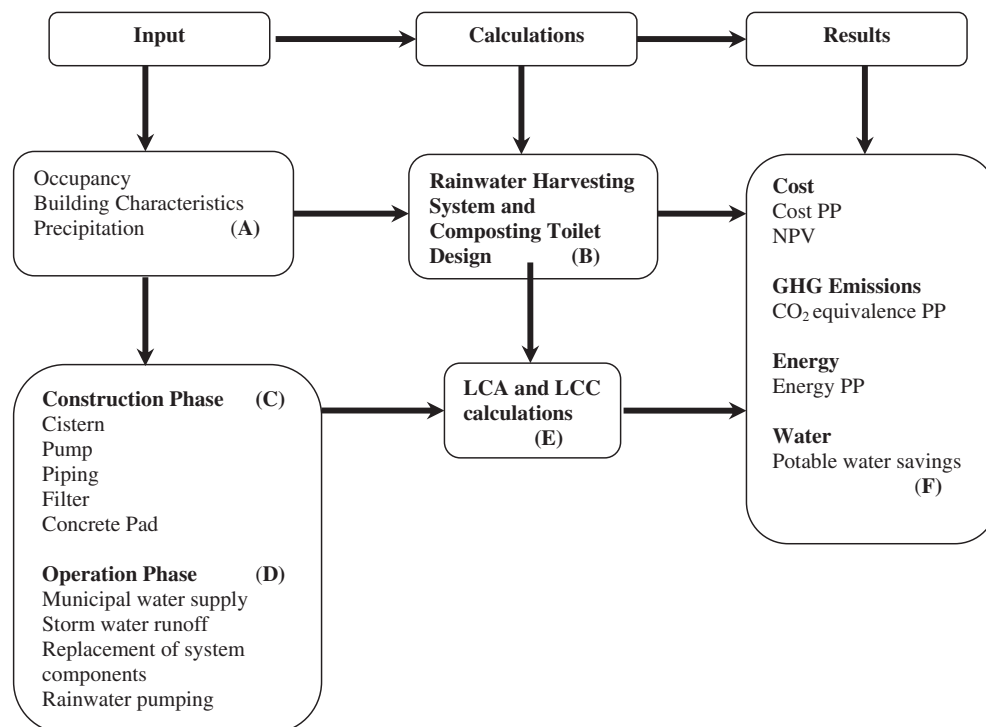 Input
Calculations
Results
Occupancy
Building Characteristics
Precipitation (A)
Rainwater Harvesting
System and
Composting Toilet
Design (B)
Cost
Cost PP
NPV
GHG Emissions
CO₂ equivalence PP
Energy
Energy PP
Water
Potable water savings
(F)
Construction Phase (C)
Cistern
Pump
Piping
Filter
Concrete Pad
Operation Phase (D)
Municipal water supply
Storm water runoff
Replacement of system
components
Rainwater pumping
LCA and LCC
calculations
(E)